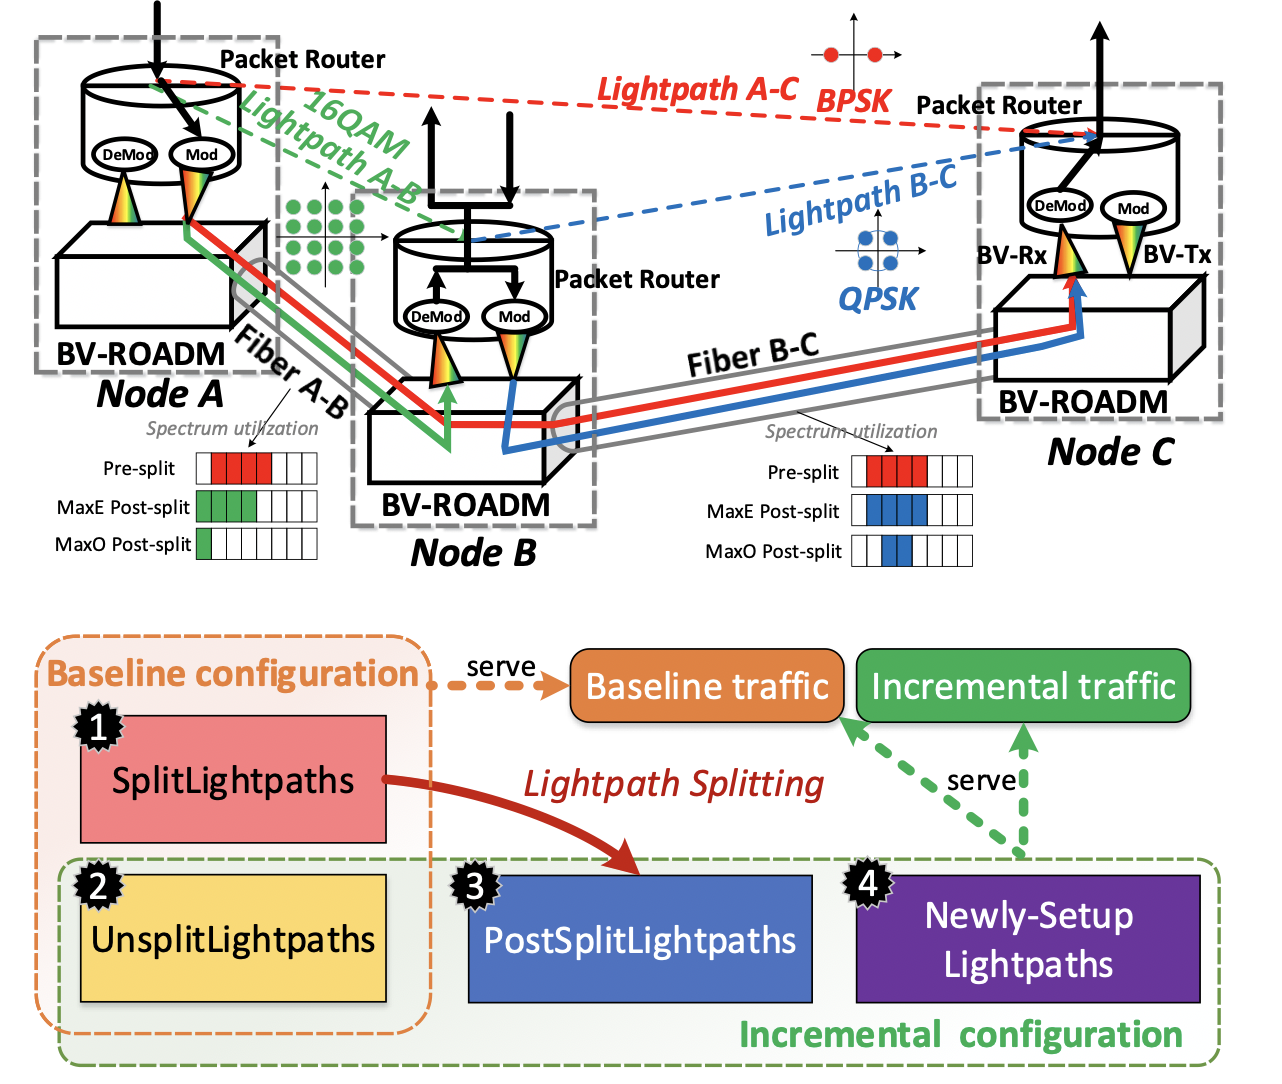 Packet Router
DeMod
Mod
BV-ROADM
Node A
16QAM
Lightpath A-B
Lightpath A-C
BPSK
Packet Router
DeMod
Mod
BV-Rx
BV-Tx
BV-ROADM
Node C
Lightpath B-C
QPSK
Packet Router
DeMod
Mod
BV-ROADM
Node B
Fiber A-B
Fiber B-C
Spectrum utilization
Pre-split
MaxE Post-split
MaxO Post-split
Spectrum utilization
Pre-split
MaxE Post-split
MaxO Post-split
Baseline configuration
serve
Baseline traffic
Incremental traffic
1
SplitLightpaths
Lightpath Splitting
serve
2
UnsplitLightpaths
3
PostSplitLightpaths
4
Newly-Setup
Lightpaths
Incremental configuration